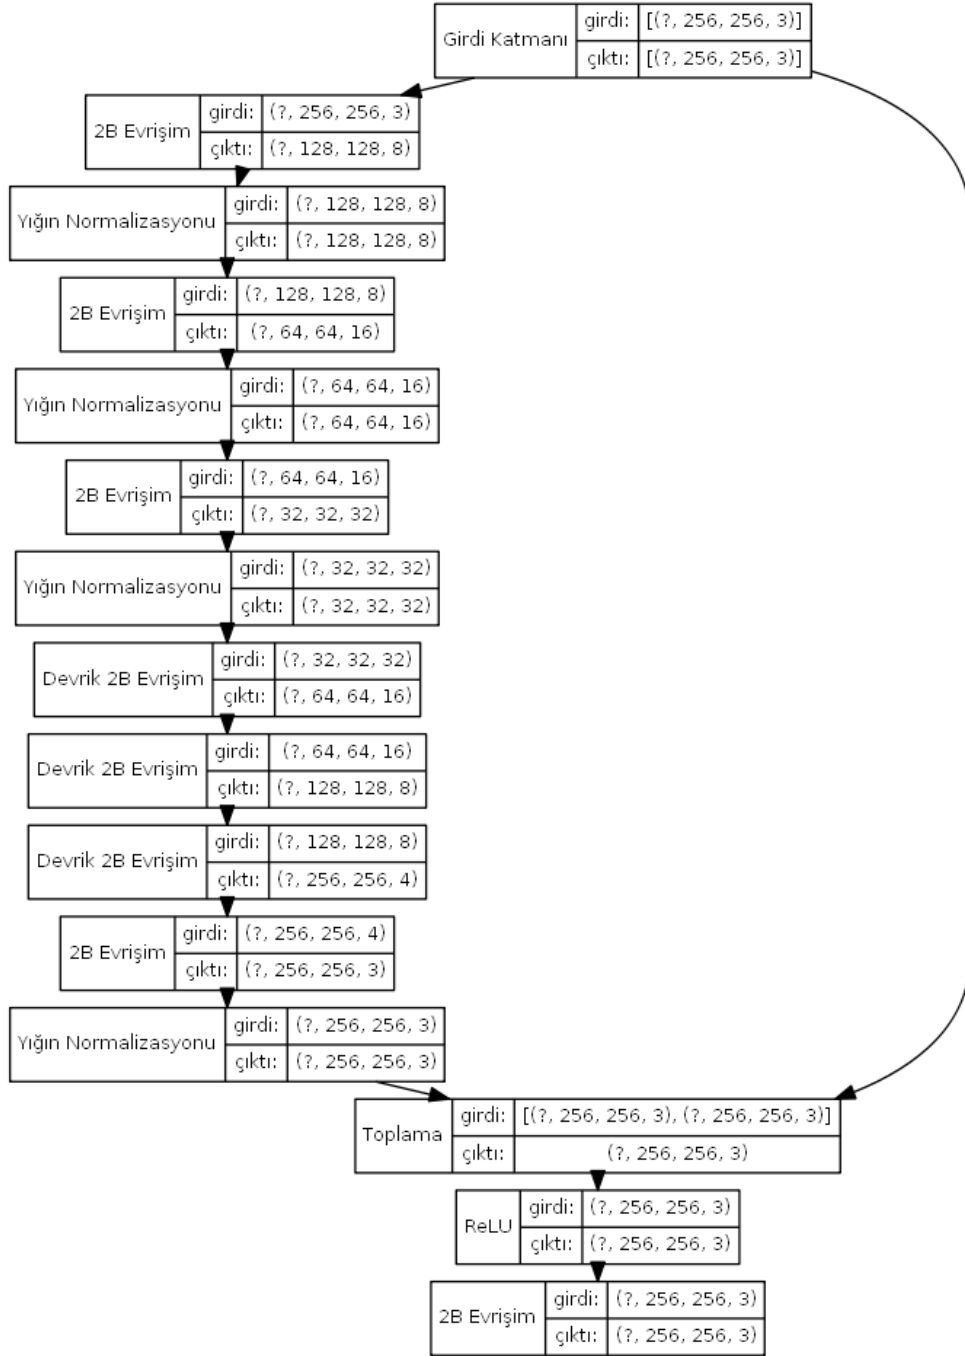 Girdi Katmanı
girdi: [(?, 256, 256, 3)]
çıktı: [(?, 256, 256, 3)]
2B Evrişim
girdi: (?, 256, 256, 3)
çıktı: (?, 128, 128, 8)
Yığın Normalizasyonu
girdi: (?, 128, 128, 8)
çıktı: (?, 128, 128, 8)
2B Evrişim
girdi: (?, 128, 128, 8)
çıktı: (?, 64, 64, 16)
Yığın Normalizasyonu
girdi: (?, 64, 64, 16)
çıktı: (?, 64, 64, 16)
2B Evrişim
girdi: (?, 64, 64, 16)
çıktı: (?, 32, 32, 32)
Yığın Normalizasyonu
girdi: (?, 32, 32, 32)
çıktı: (?, 32, 32, 32)
Devrik 2B Evrişim
girdi: (?, 32, 32, 32)
çıktı: (?, 64, 64, 16)
Devrik 2B Evrişim
girdi: (?, 64, 64, 16)
çıktı: (?, 128, 128, 8)
Devrik 2B Evrişim
girdi: (?, 128, 128, 8)
çıktı: (?, 256, 256, 4)
2B Evrişim
girdi: (?, 256, 256, 4)
çıktı: (?, 256, 256, 3)
Yığın Normalizasyonu
girdi: (?, 256, 256, 3)
çıktı: (?, 256, 256, 3)
Toplama
girdi: [(?, 256, 256, 3), (?, 256, 256, 3)]
çıktı: (?, 256, 256, 3)
ReLU
girdi: (?, 256, 256, 3)
çıktı: (?, 256, 256, 3)
2B Evrişim
girdi: (?, 256, 256, 3)
çıktı: (?, 256, 256, 3)